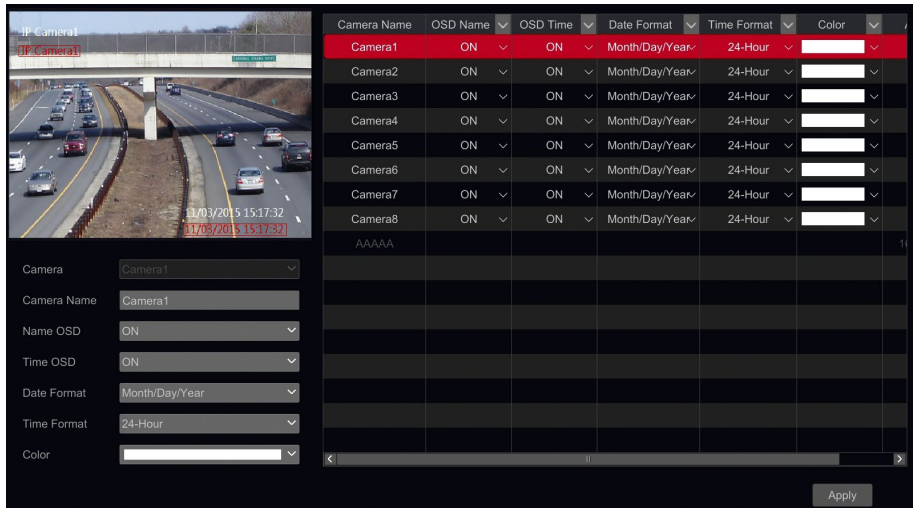 IP Camera1
IP Camera1
11/03/2015 15:17:32
11/03/2015 15:17:32
Camera Camera1
Camera Name Camera1
Name OSD ON
Time OSD ON
Date Format Month/Day/Year
Time Format 24-Hour
Color
Camera Name OSD Name OSD Time Date Format Time Format Color
Camera1 ON ON Month/Day/Year 24-Hour
Camera2 ON ON Month/Day/Year 24-Hour
Camera3 ON ON Month/Day/Year 24-Hour
Camera4 ON ON Month/Day/Year 24-Hour
Camera5 ON ON Month/Day/Year 24-Hour
Camera6 ON ON Month/Day/Year 24-Hour
Camera7 ON ON Month/Day/Year 24-Hour
Camera8 ON ON Month/Day/Year 24-Hour
AAAAA
Apply